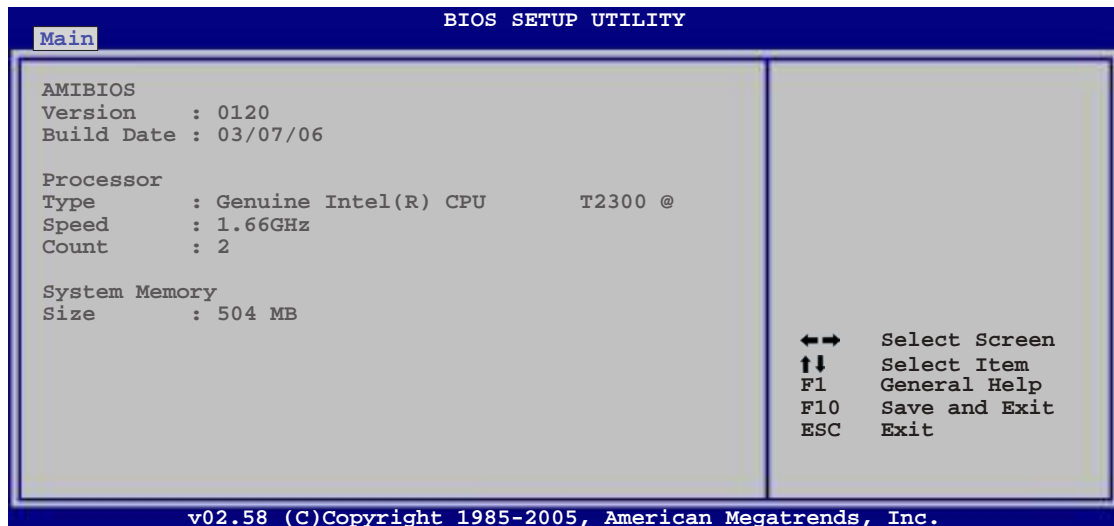 BIOS SETUP UTILITY
Main
AMIBIOS
Version : 0120
Build Date : 03/07/06
Processor
Type : Genuine Intel(R) CPU T2300 @
Speed : 1.66GHz
Count : 2
System Memory
Size : 504 MB
←→ Select Screen
↑↓ Select Item
F1 General Help
F10 Save and Exit
ESC Exit
v02.58 (C)Copyright 1985-2005, American Megatrends, Inc.